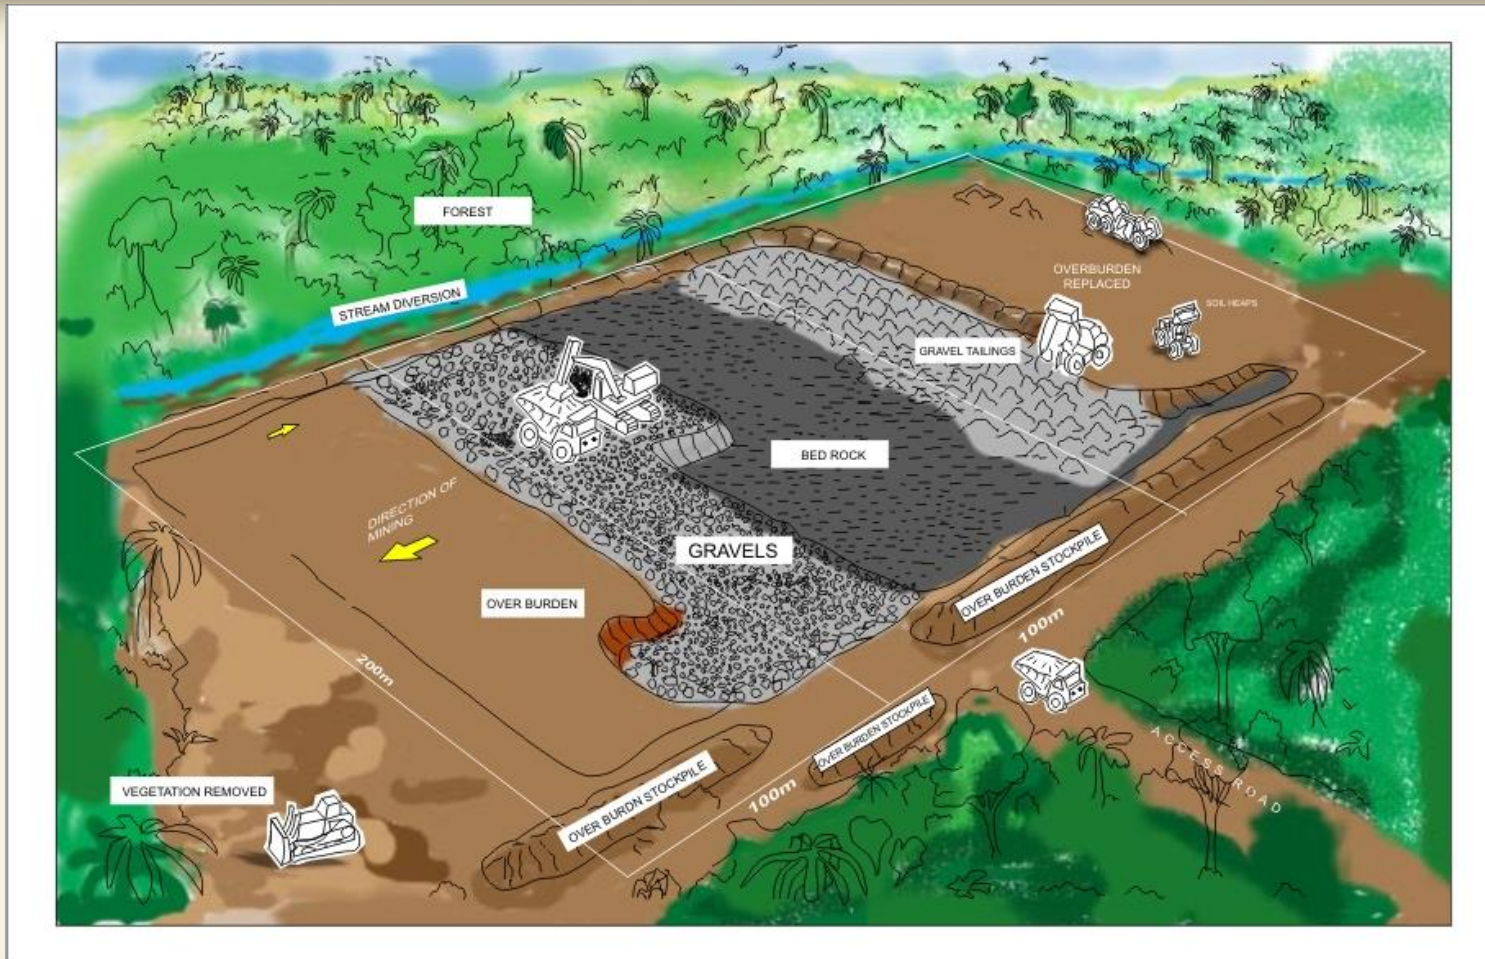 FOREST
STREAM DIVERSION
OVERBURDEN
REPLACED
SOIL HEAPS
GRAVEL TAILINGS
BED ROCK
DIRECTION OF
MINING
GRAVELS
OVER BURDEN
OVER BURDEN STOCKPILE
100m
200m
OVER BURDEN STOCKPILE
ACCESS ROAD
OVER BURDN STOCKPILE
100m
VEGETATION REMOVED